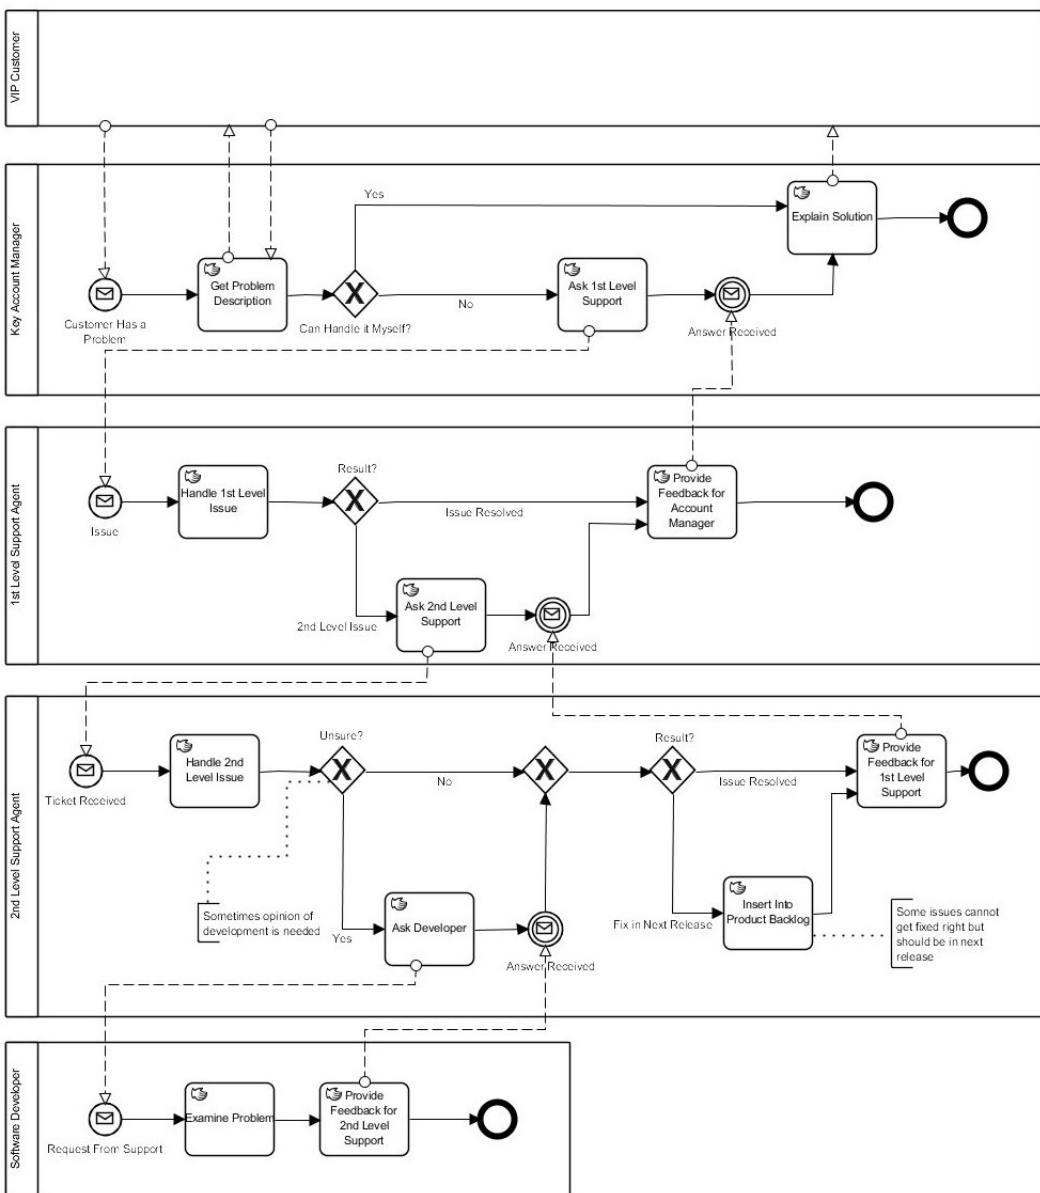 VIP Customer
Key Account Manager
Yes
Explain Solution
Get Problem
Description
Ask 1st Level
Support
No
Customer Has a
Problem
Can Handle it Myself?
Answer Received
1st Level Support Agent
Result?
Handle 1st Level
Issue
Provide
Feedback for
Account
Manager
Issue Resolved
Issue
Ask 2nd Level
Support
2nd Level Issue
Answer Received
2nd Level Support Agent
Unsure?
Result?
Handle 2nd
Level Issue
Provide
Feedback for
1st Level
Support
No
Issue Resolved
Ticket Received
Sometimes opinion of
development is needed
Yes
Ask Developer
Answer Received
Fix in Next Release
Insert Into
Product Backlog
Some issues cannot
get fixed right but
should be in next
release
Software Developer
Examine Problem
Provide
Feedback for
2nd Level
Support
Request From Support